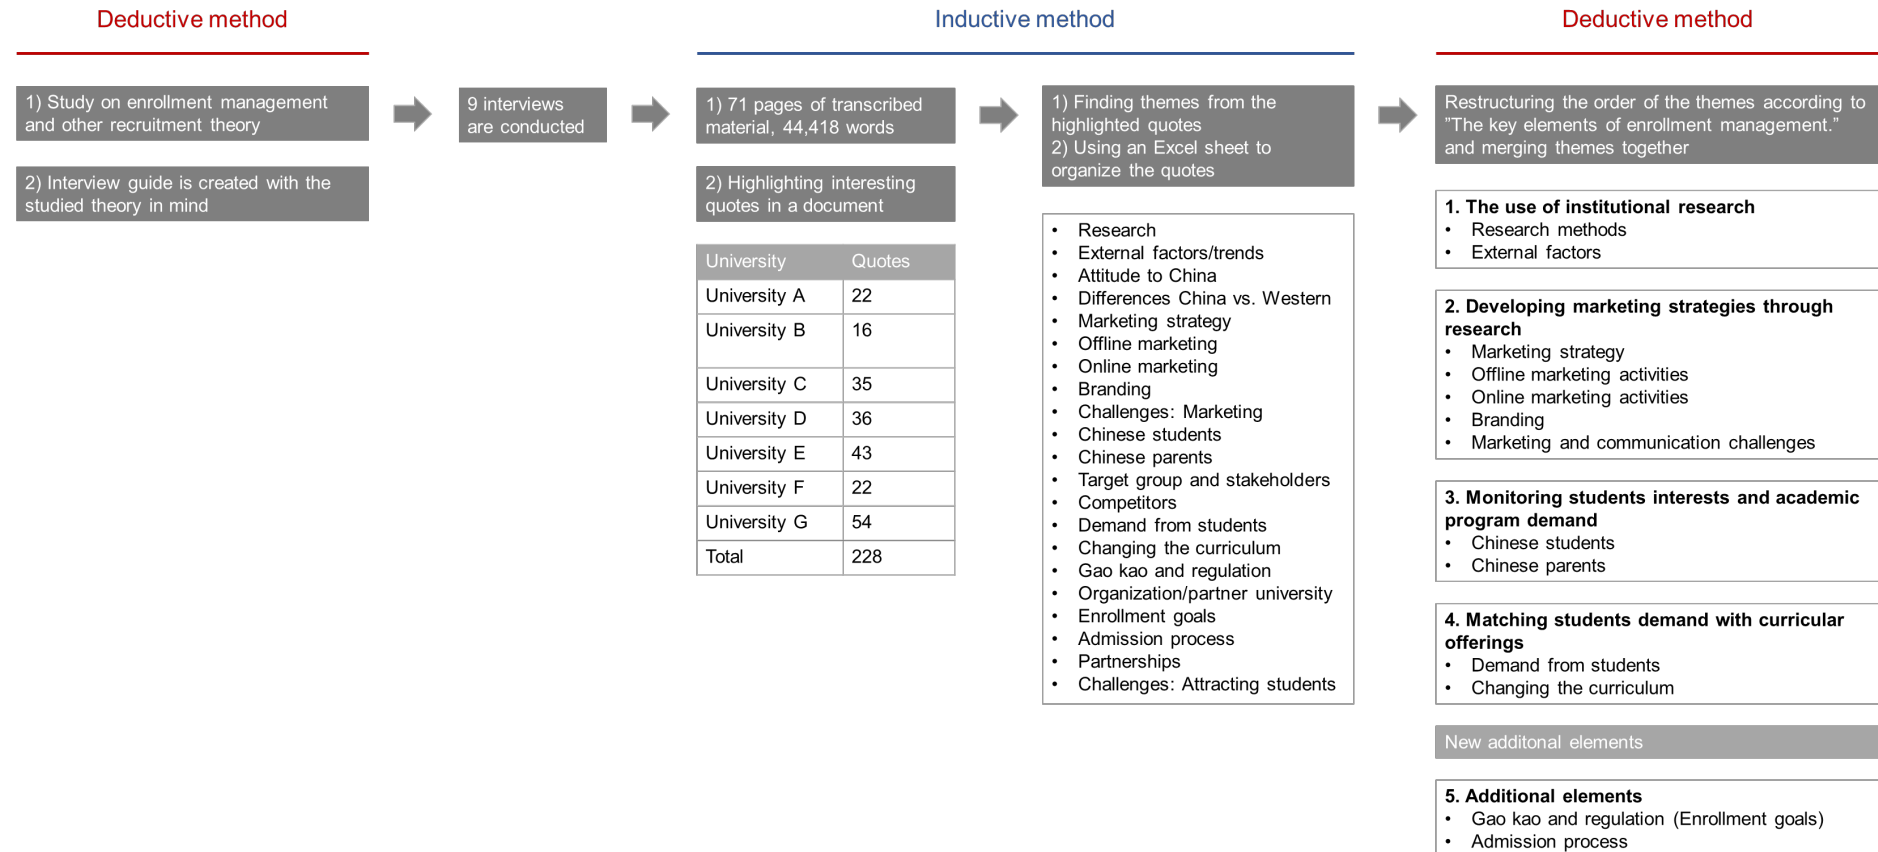 Deductive method
Inductive method
Deductive method
1) Study on enrollment management
and other recruitment theory
2) Interview guide is created with the
studied theory in mind
9 interviews
are conducted
1) 71 pages of transcribed
material, 44,418 words
2) Highlighting interesting
quotes in a document
University Quotes
University A 22
University B 16
University C 35
University D 36
University E 43
University F 22
University G 54
Total 228
1) Finding themes from the
highlighted quotes
2) Using an Excel sheet to
organize the quotes
• Research
• External factors/trends
• Attitude to China
• Differences China vs. Western
• Marketing strategy
• Offline marketing
• Online marketing
• Branding
• Challenges: Marketing
• Chinese students
• Chinese parents
• Target group and stakeholders
• Competitors
• Demand from students
• Changing the curriculum
• Gao kao and regulation
• Organization/partner university
• Enrollment goals
• Admission process
• Partnerships
• Challenges: Attracting students
Restructuring the order of the themes according to
”The key elements of enrollment management.”
and merging themes together
1. The use of institutional research
• Research methods
• External factors
2. Developing marketing strategies through
research
• Marketing strategy
• Offline marketing activities
• Online marketing activities
• Branding
• Marketing and communication challenges
3. Monitoring students interests and academic
program demand
• Chinese students
• Chinese parents
4. Matching students demand with curricular
offerings
• Demand from students
• Changing the curriculum
New additonal elements
5. Additional elements
• Gao kao and regulation (Enrollment goals)
• Admission process